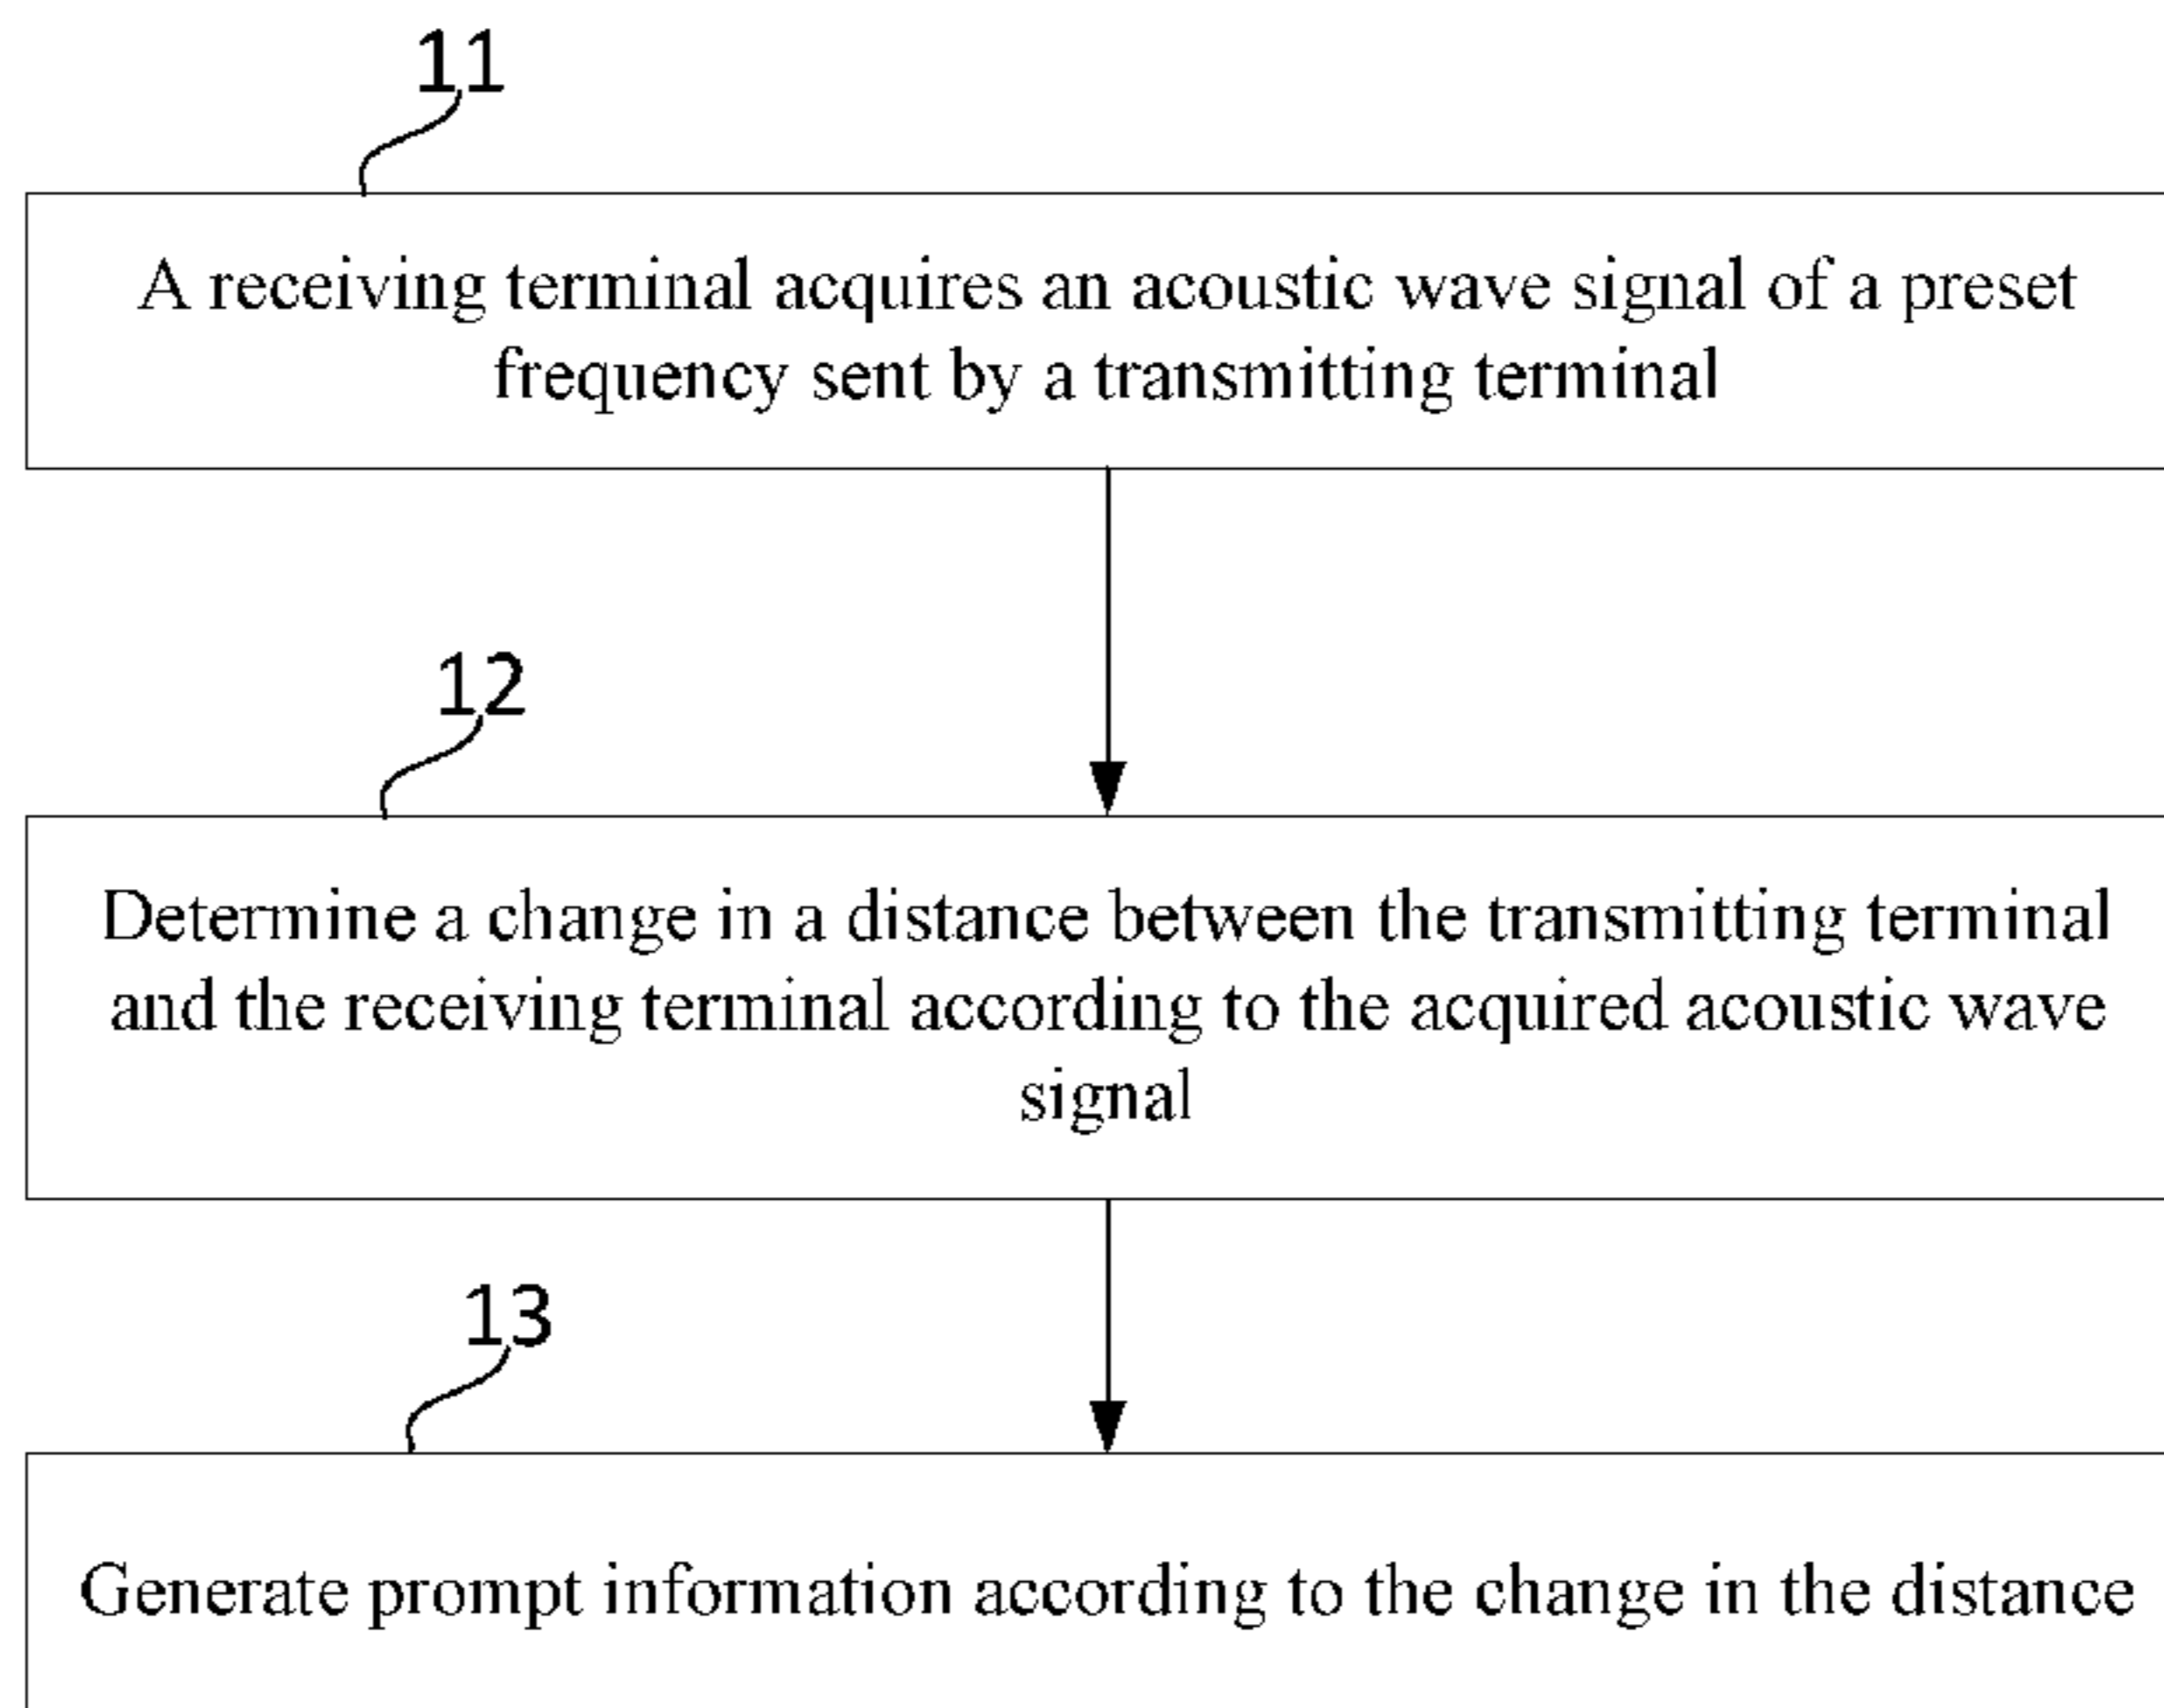 11
A receiving terminal acquires an acoustic wave signal of a preset
frequency sent by a transmitting terminal
12
Determine a change in a distance between the transmitting terminal
and the receiving terminal according to the acquired acoustic wave
signal
13
Generate prompt information according to the change in the distance